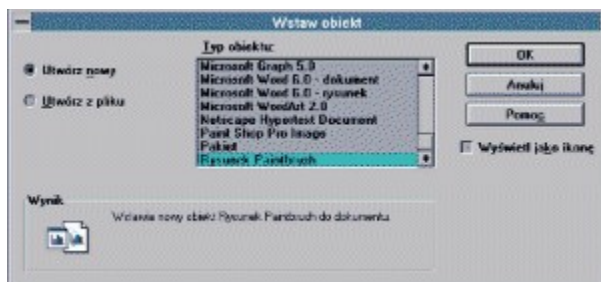 Wstaw obiekt
Utwórz nowy
Utwórz z pliku
Typ obiektu:
Microsoft Graph 5.0
Microsoft Word 6.0 - dokument
Microsoft Word 6.0 - rysunek
Microsoft WordArt 2.0
Netscape Hypertext Document
Paint Shop Pro Image
Pakiet
Rysunek Paintbrush
OK
Anuluj
Pomoc
Wyświetl jako ikonę
Wynik
Wstawia nowy obiekt Rysunek Paintbrush do dokumentu.